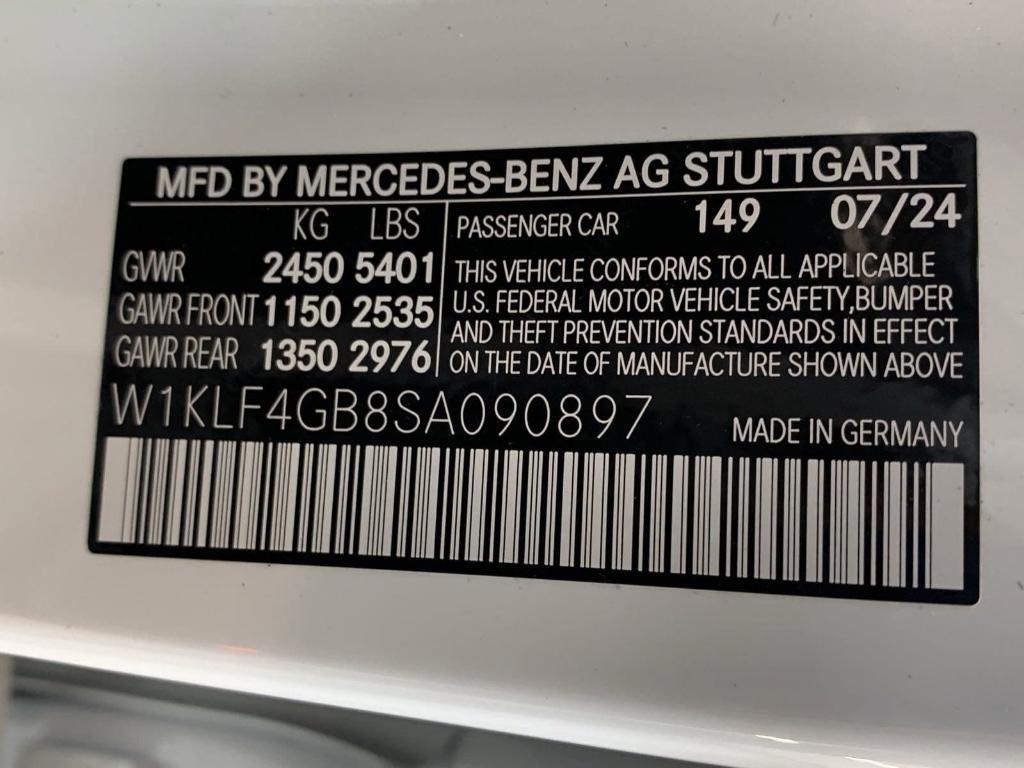 MFD BY MERCEDES-BENZ AG STUTTGART
KG LBS
GVWR 2450 5401
GAWR FRONT 1150 2535
GAWR REAR 1350 2976
PASSENGER CAR 149 07/24
THIS VEHICLE CONFORMS TO ALL APPLICABLE
U.S. FEDERAL MOTOR VEHICLE SAFETY,BUMPER
AND THEFT PREVENTION STANDARDS IN EFFECT
ON THE DATE OF MANUFACTURE SHOWN ABOVE
W1KLF4GB8SA090897
MADE IN GERMANY